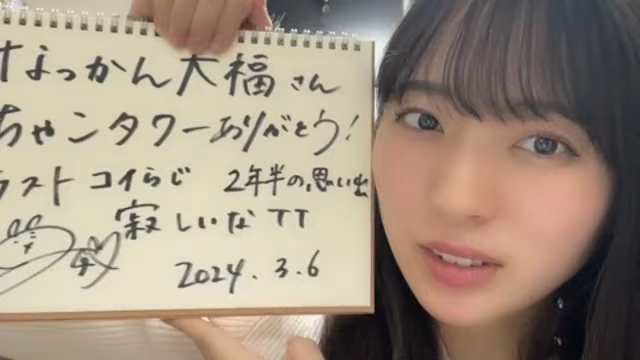 なっかん大福さん
ちゃンタワーありがとう!
ラスト コイらじ 2年半の思い出
寂しいな TT
2024.3.6